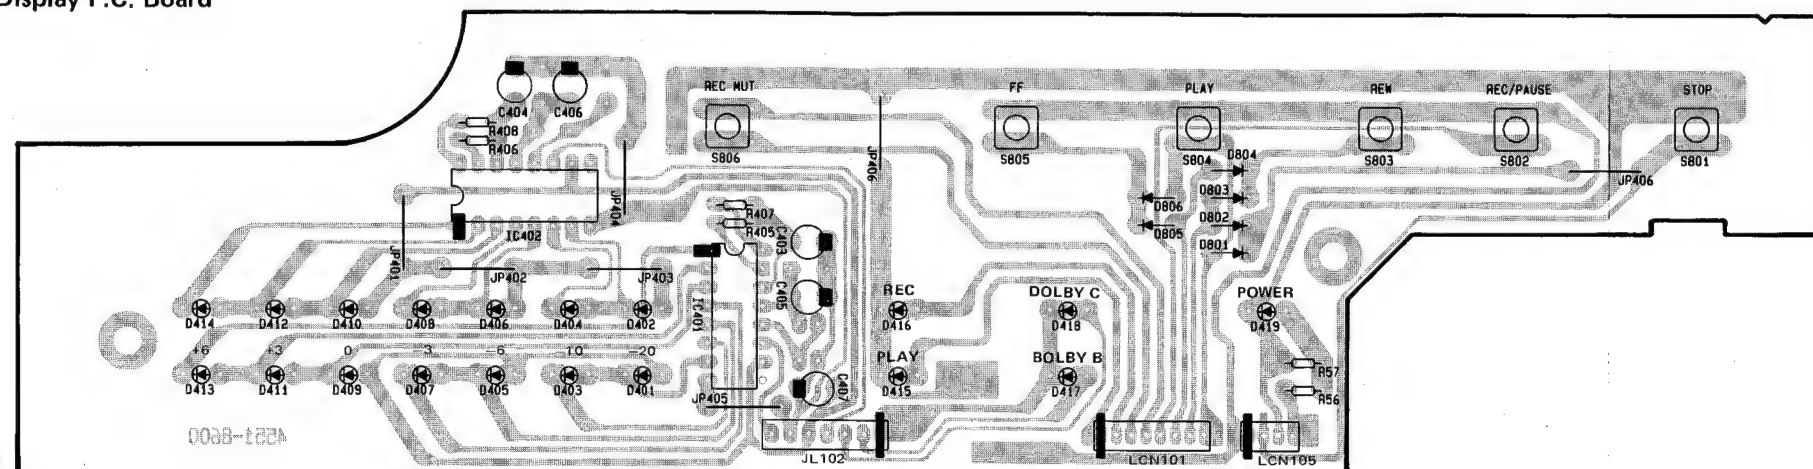 Display P.C. Board
C404 C406
R408
R406
REC MUT
S806
JP406
FF
S805
PLAY
S804
REW
S803
REC/PAUSE
S802
STOP
S801
D804
D803
D802
D801
D806
D805
JP406
JP404
IC402
JP401
JP402
JP403
R407
R405
C403
C405
IC401
D414 D412 D410 D408 D406 D404 D402
+6 +3 0 -3 -6 -10 -20
D413 D411 D409 D407 D405 D403 D401
REC
D416
PLAY
D415
DOLBY C
D418
BOLBY B
D417
POWER
D419
R57
R56
C407
JP405
JL102
LCN101
LCN105
4551-8600